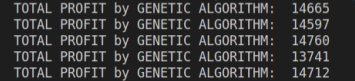 TOTAL PROFIT by GENETIC ALGORITHM:  14665
TOTAL PROFIT by GENETIC ALGORITHM:  14597
TOTAL PROFIT by GENETIC ALGORITHM:  14760
TOTAL PROFIT by GENETIC ALGORITHM:  13741
TOTAL PROFIT by GENETIC ALGORITHM:  14712